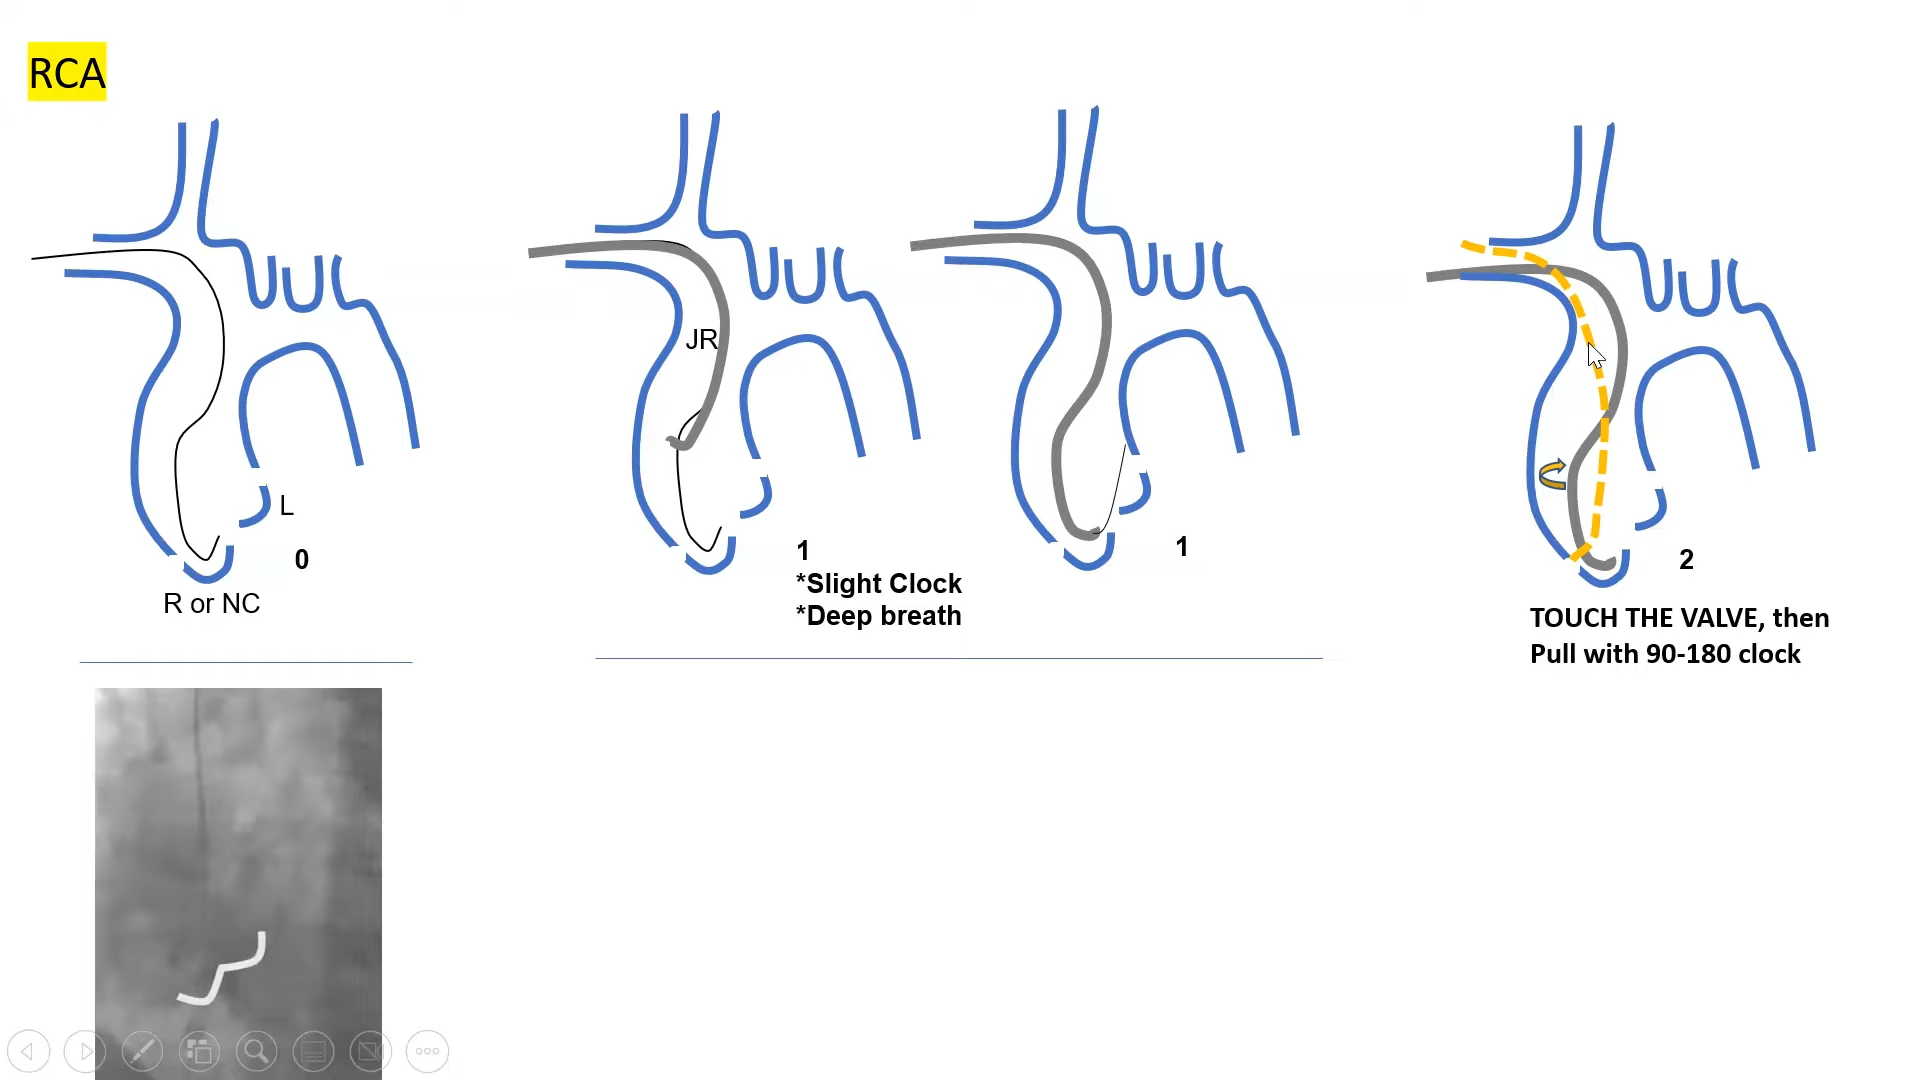 RCA
L
0
R or NC
JR
1
*Slight Clock
*Deep breath
1
2
TOUCH THE VALVE, then
Pull with 90-180 clock